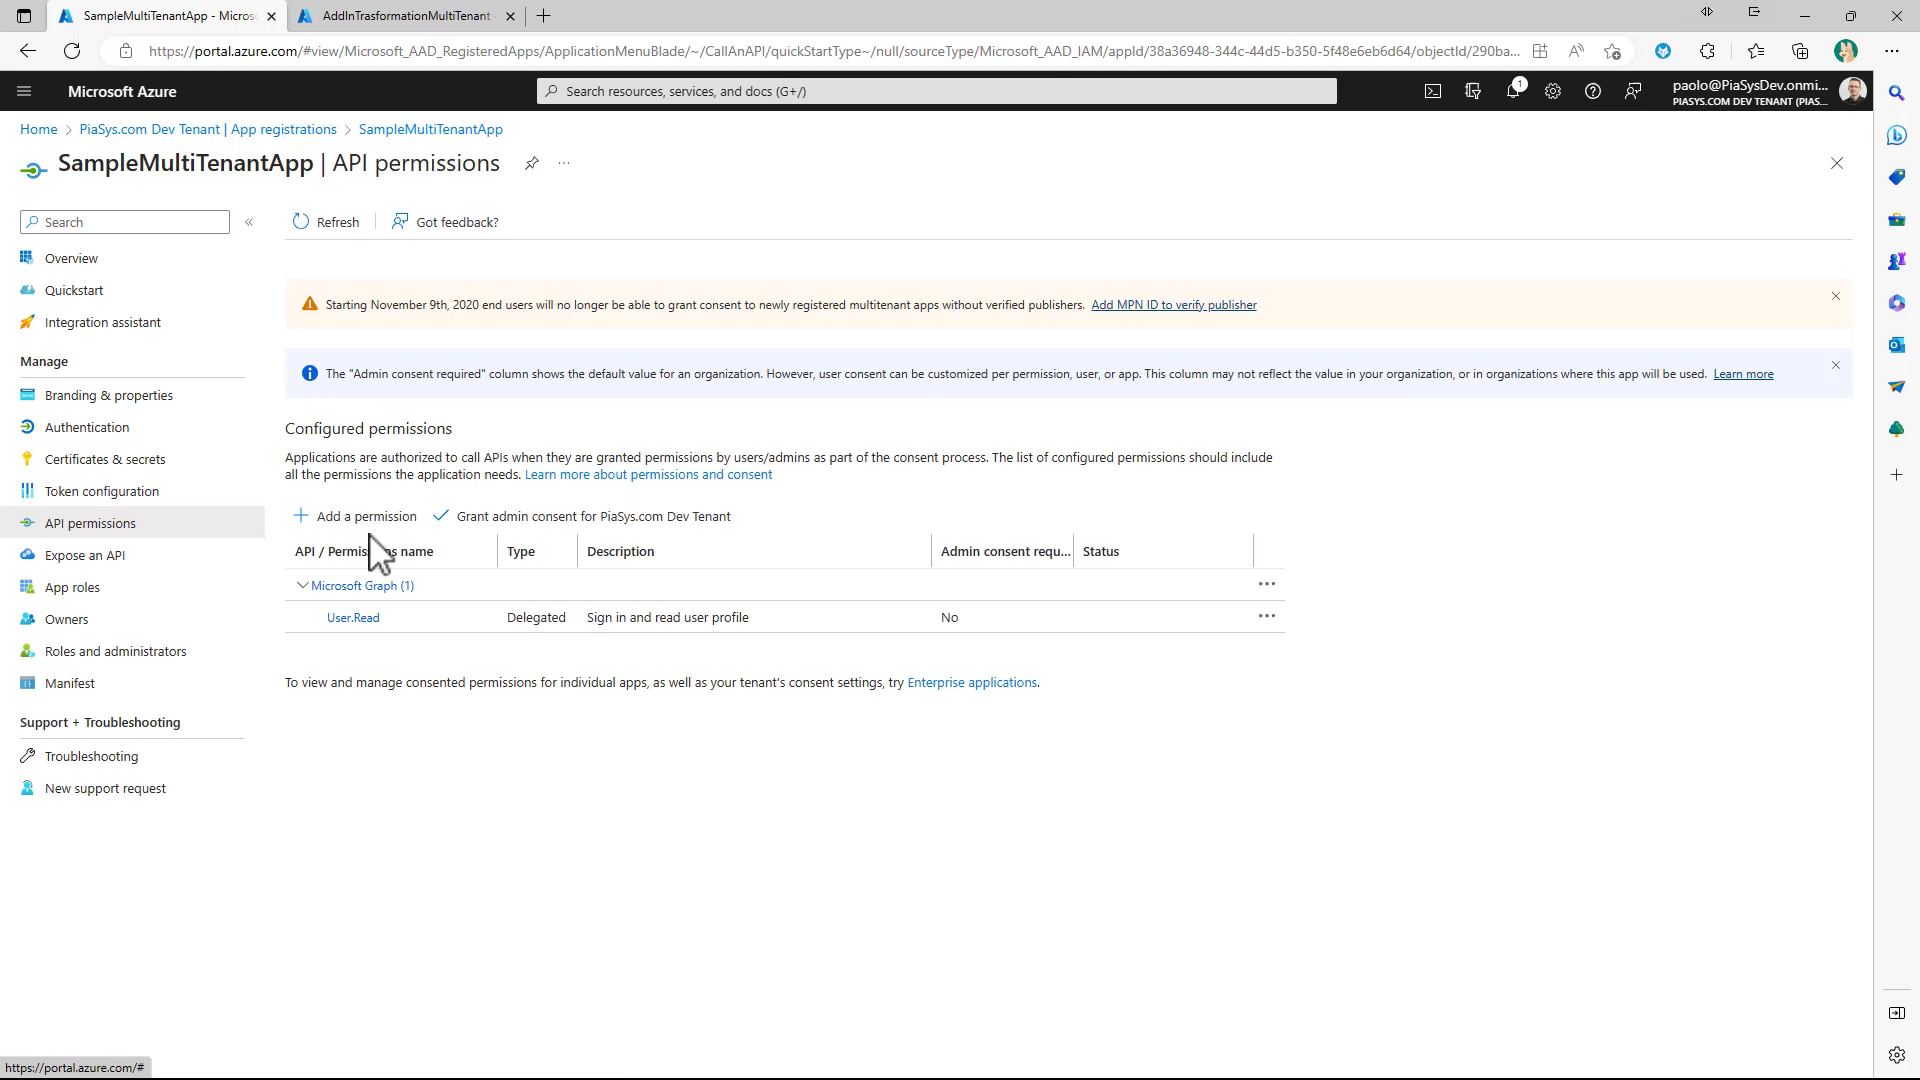 SampleMultiTenantApp - Micros
AddInTrasformationMultiTenant
https://portal.azure.com/#view/Microsoft_AAD_RegisteredApps/ApplicationMenuBlade/~/CallAnAPI/quickStartType~/null/sourceType/Microsoft_AAD_IAM/appId/38a36948-344c-44d5-b350-5f48e6eb6d64/objectId/290ba...
Microsoft Azure
Search resources, services, and docs (G+/)
1
paolo@PiaSysDev.onmi...
PIASYS.COM DEV TENANT (PIAS...
Home > PiaSys.com Dev Tenant | App registrations > SampleMultiTenantApp
SampleMultiTenantApp | API permissions
Search
Refresh
Got feedback?
Overview
Quickstart
Integration assistant
Manage
Branding & properties
Authentication
Certificates & secrets
Token configuration
API permissions
Expose an API
App roles
Owners
Roles and administrators
Manifest
Support + Troubleshooting
Troubleshooting
New support request
Starting November 9th, 2020 end users will no longer be able to grant consent to newly registered multitenant apps without verified publishers. Add MPN ID to verify publisher
The "Admin consent required" column shows the default value for an organization. However, user consent can be customized per permission, user, or app. This column may not reflect the value in your organization, or in organizations where this app will be used. Learn more
Configured permissions
Applications are authorized to call APIs when they are granted permissions by users/admins as part of the consent process. The list of configured permissions should include
all the permissions the application needs. Learn more about permissions and consent
Add a permission
Grant admin consent for PiaSys.com Dev Tenant
API / Permissions name Type Description Admin consent requ... Status
Microsoft Graph (1)
User.Read Delegated Sign in and read user profile No
To view and manage consented permissions for individual apps, as well as your tenant's consent settings, try Enterprise applications.
https://portal.azure.com/#